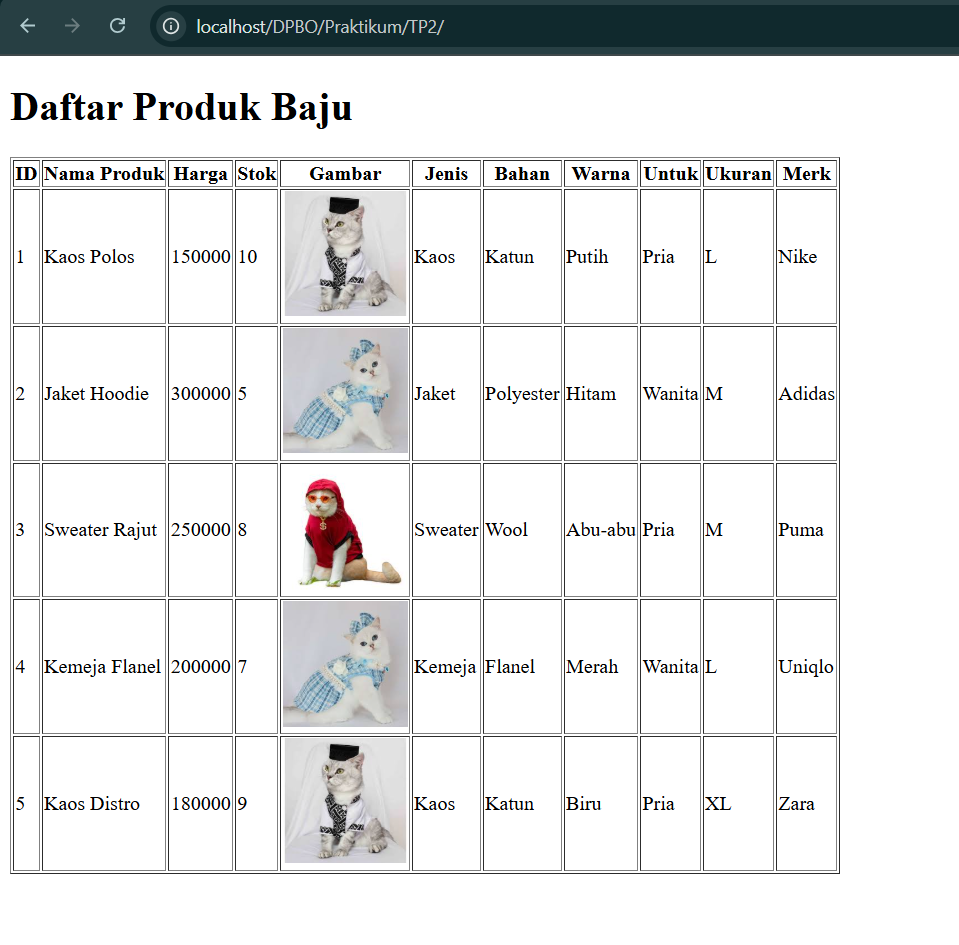 localhost/DPBO/Praktikum/TP2/
Daftar Produk Baju
ID Nama Produk Harga Stok Gambar Jenis Bahan Warna Untuk Ukuran Merk
1 Kaos Polos 150000 10 Kaos Katun Putih Pria L Nike
2 Jaket Hoodie 300000 5 Jaket Polyester Hitam Wanita M Adidas
3 Sweater Rajut 250000 8 Sweater Wool Abu-abu Pria M Puma
4 Kemeja Flanel 200000 7 Kemeja Flanel Merah Wanita L Uniqlo
5 Kaos Distro 180000 9 Kaos Katun Biru Pria XL Zara